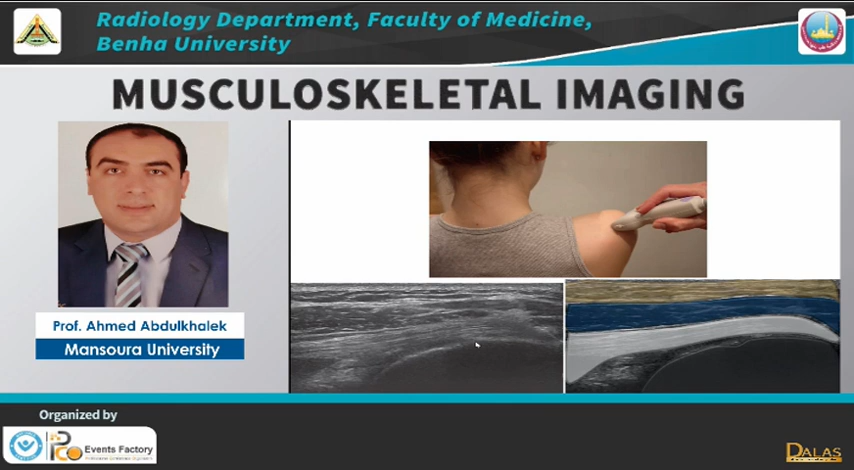 Radiology Department, Faculty of Medicine,
Benha University
MUSCULOSKELETAL IMAGING
Prof. Ahmed Abdulkhalek
Mansoura University
Organized by
Events Factory
DALAS